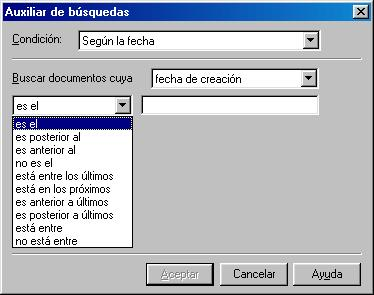 Auxiliar de búsquedas
Condición: Según la fecha
Buscar documentos cuya fecha de creación
es el
es el
es posterior al
es anterior al
no es el
está entre los últimos
está en los próximos
es anterior a últimos
es posterior a últimos
está entre
no está entre
Aceptar Cancelar Ayuda